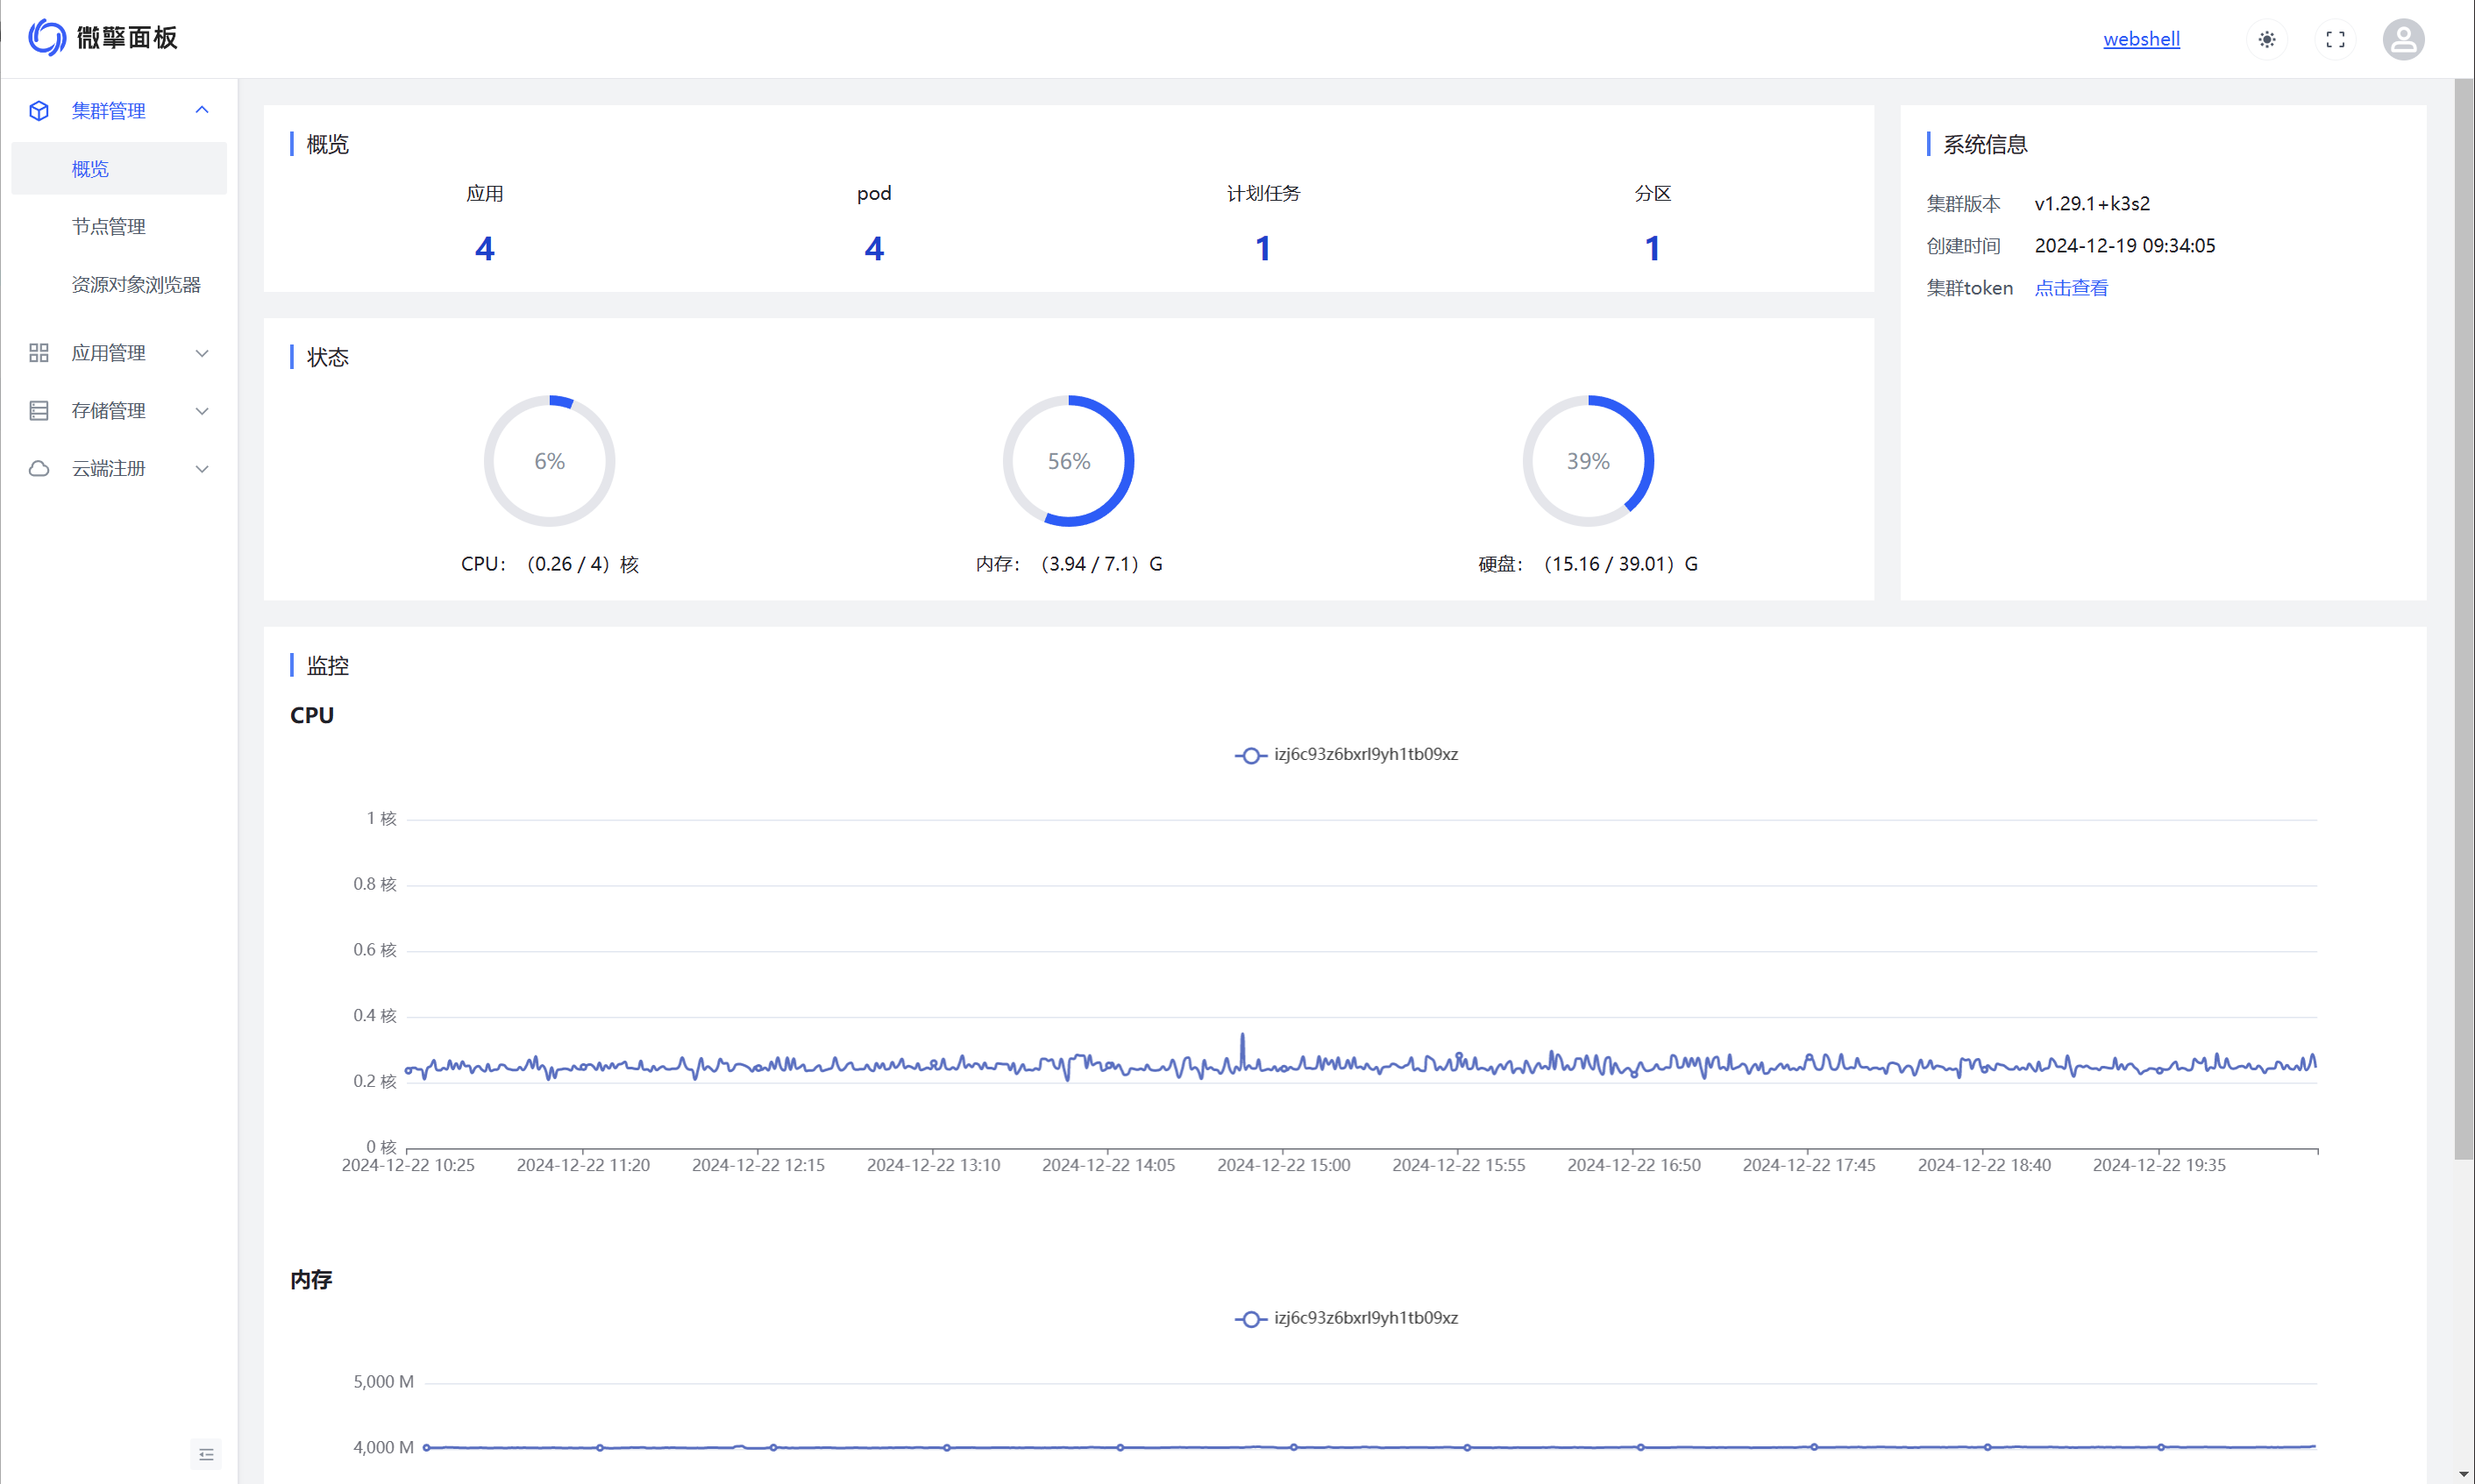 微擎面板
webshell
集群管理
概览
节点管理
资源对象浏览器
应用管理
存储管理
云端注册
概览
应用 pod 计划任务 分区
4 4 1 1
系统信息
集群版本 v1.29.1+k3s2
创建时间 2024-12-19 09:34:05
集群token 点击查看
状态
6% 56% 39%
CPU：（0.26 / 4）核 内存：（3.94 / 7.1）G 硬盘：（15.16 / 39.01）G
监控
CPU
izj6c93z6bxrl9yh1tb09xz
1 核
0.8 核
0.6 核
0.4 核
0.2 核
0 核
2024-12-22 10:25 2024-12-22 11:20 2024-12-22 12:15 2024-12-22 13:10 2024-12-22 14:05 2024-12-22 15:00 2024-12-22 15:55 2024-12-22 16:50 2024-12-22 17:45 2024-12-22 18:40 2024-12-22 19:35
内存
izj6c93z6bxrl9yh1tb09xz
5,000 M
4,000 M